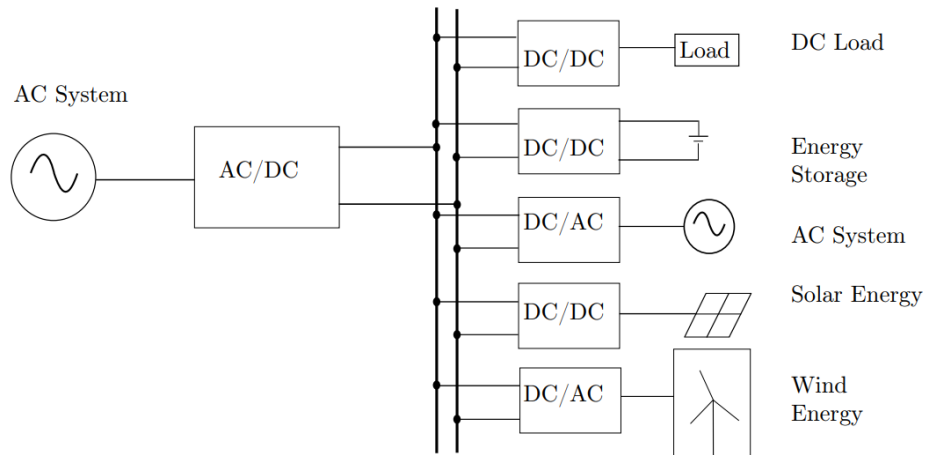 DC/DC
Load
DC Load
AC System
AC/DC
DC/DC
Energy
Storage
DC/AC
AC System
DC/DC
Solar Energy
DC/AC
Wind
Energy